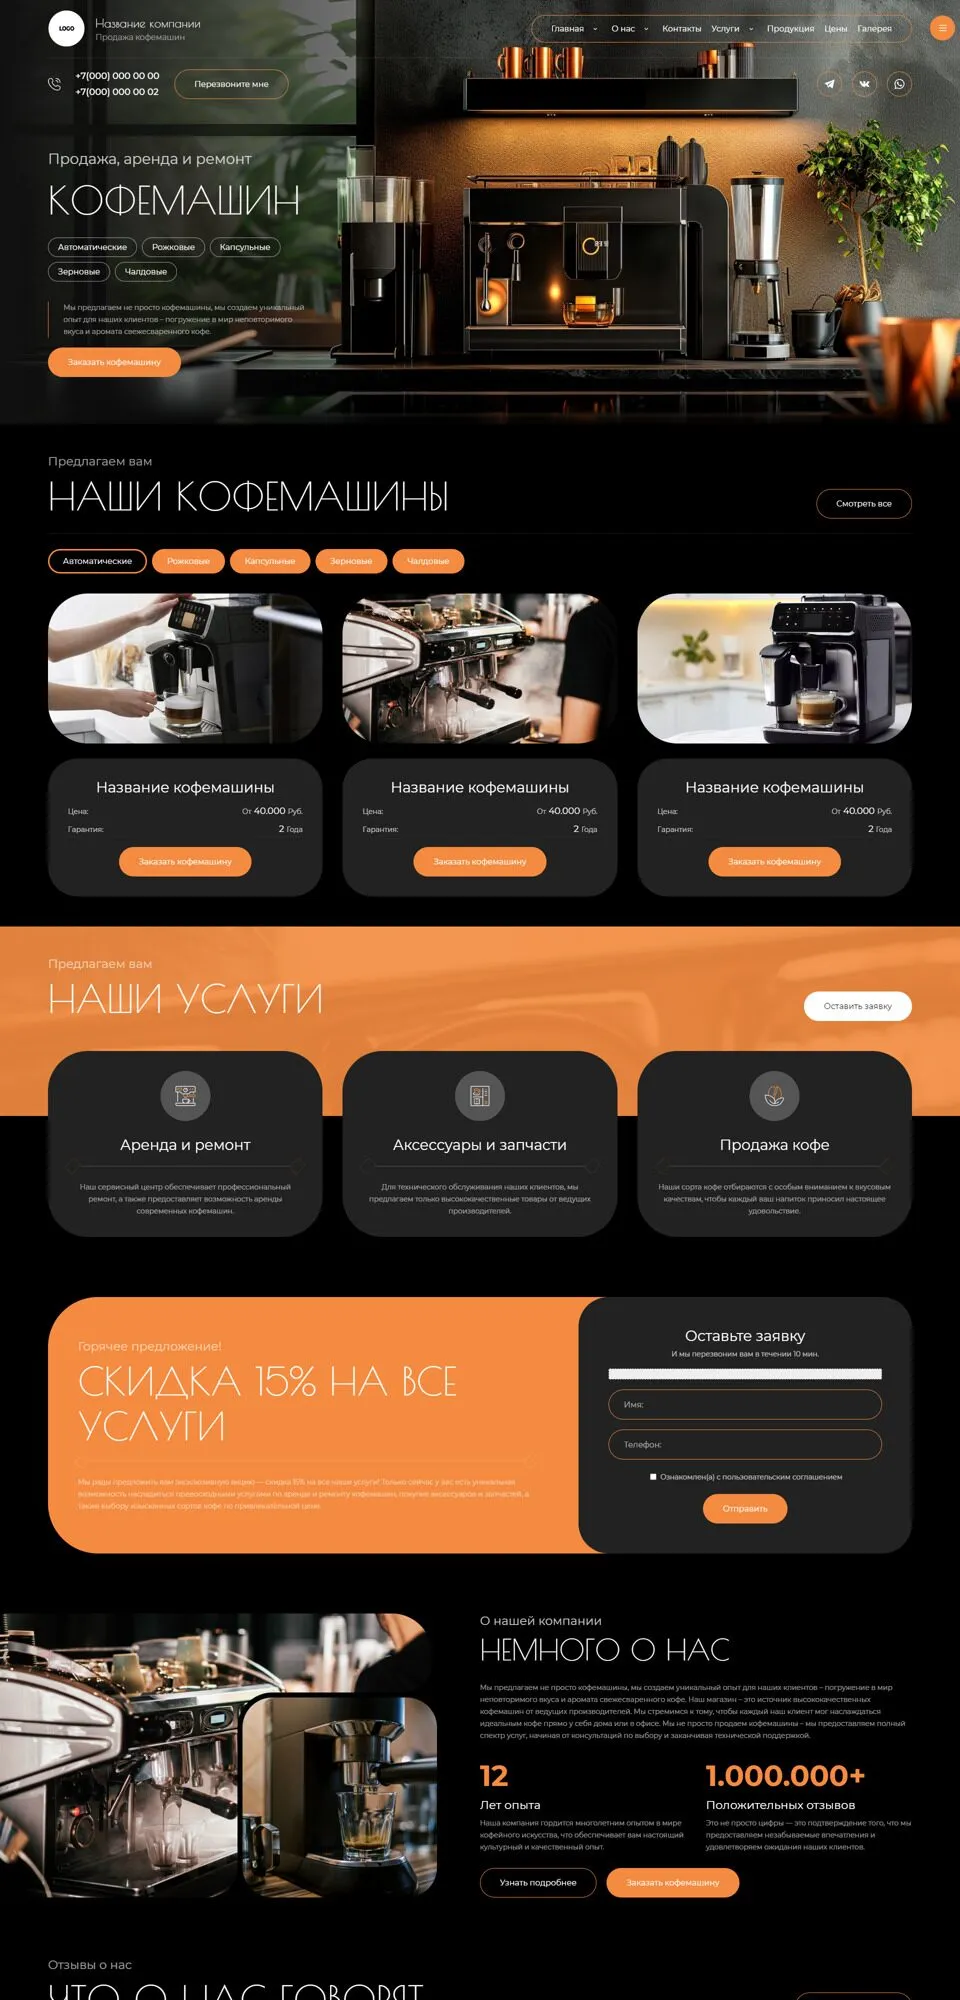 LOGO
Название компании
Продажа кофемашин
Главная
О нас
Контакты
Услуги
Продукция
Цены
Галерея
+7(000) 000 00 00
+7(000) 000 00 02
Перезвоните мне
Продажа, аренда и ремонт
КОФЕМАШИН
Автоматические
Рожковые
Капсульные
Зерновые
Чалдовые
Мы предлагаем не просто кофемашины, мы создаем уникальный
опыт для наших клиентов – погружение в мир неповторимого
вкуса и аромата свежесваренного кофе.
Заказать кофемашину
Предлагаем вам
НАШИ КОФЕМАШИНЫ
Смотреть все
Автоматические
Рожковые
Капсульные
Зерновые
Чалдовые
Название кофемашины
Цена: От 40.000 Руб.
Гарантия: 2 Года
Заказать кофемашину
Название кофемашины
Цена: От 40.000 Руб.
Гарантия: 2 Года
Заказать кофемашину
Название кофемашины
Цена: От 40.000 Руб.
Гарантия: 2 Года
Заказать кофемашину
Предлагаем вам
НАШИ УСЛУГИ
Оставить заявку
Аренда и ремонт
Наш сервисный центр обеспечивает профессиональный
ремонт, а также предоставляет возможность аренды
современных кофемашин.
Аксессуары и запчасти
Для технического обслуживания наших клиентов, мы
предлагаем только высококачественные товары от ведущих
производителей.
Продажа кофе
Наши сорта кофе отбираются с особым вниманием к вкусовым
качествам, чтобы каждый ваш напиток приносил настоящее
удовольствие.
Горячее предложение!
СКИДКА 15% НА ВСЕ
УСЛУГИ
Мы рады предложить вам эксклюзивную акцию — скидка 15% на все наши услуги! Только сейчас у вас есть уникальная
возможность насладиться превосходными услугами по аренде и ремонту кофемашин, покупке аксессуаров и запчастей, а
также выбору изысканных сортов кофе по привлекательной цене.
Оставьте заявку
И мы перезвоним вам в течении 10 мин.
Имя:
Телефон:
Ознакомлен(а) с пользовательским соглашением
Отправить
О нашей компании
НЕМНОГО О НАС
Мы предлагаем не просто кофемашины, мы создаем уникальный опыт для наших клиентов – погружение в мир
неповторимого вкуса и аромата свежесваренного кофе. Наш магазин – это источник высококачественных
кофемашин от ведущих производителей. Мы стремимся к тому, чтобы каждый наш клиент мог наслаждаться
идеальным кофе прямо у себя дома или в офисе. Мы не просто продаем кофемашины – мы предоставляем полный
спектр услуг, начиная от консультаций по выбору и заканчивая технической поддержкой.
12
Лет опыта
Наша компания гордится многолетним опытом в мире
кофейного искусства, что обеспечивает вам настоящий
культурный и качественный опыт.
1.000.000+
Положительных отзывов
Это не просто цифры — это подтверждение того, что мы
предоставляем незабываемые впечатления и
удовлетворяем ожидания наших клиентов.
Узнать подробнее
Заказать кофемашину
Отзывы о нас
ЧТО О НАС ГОВОРЯТ